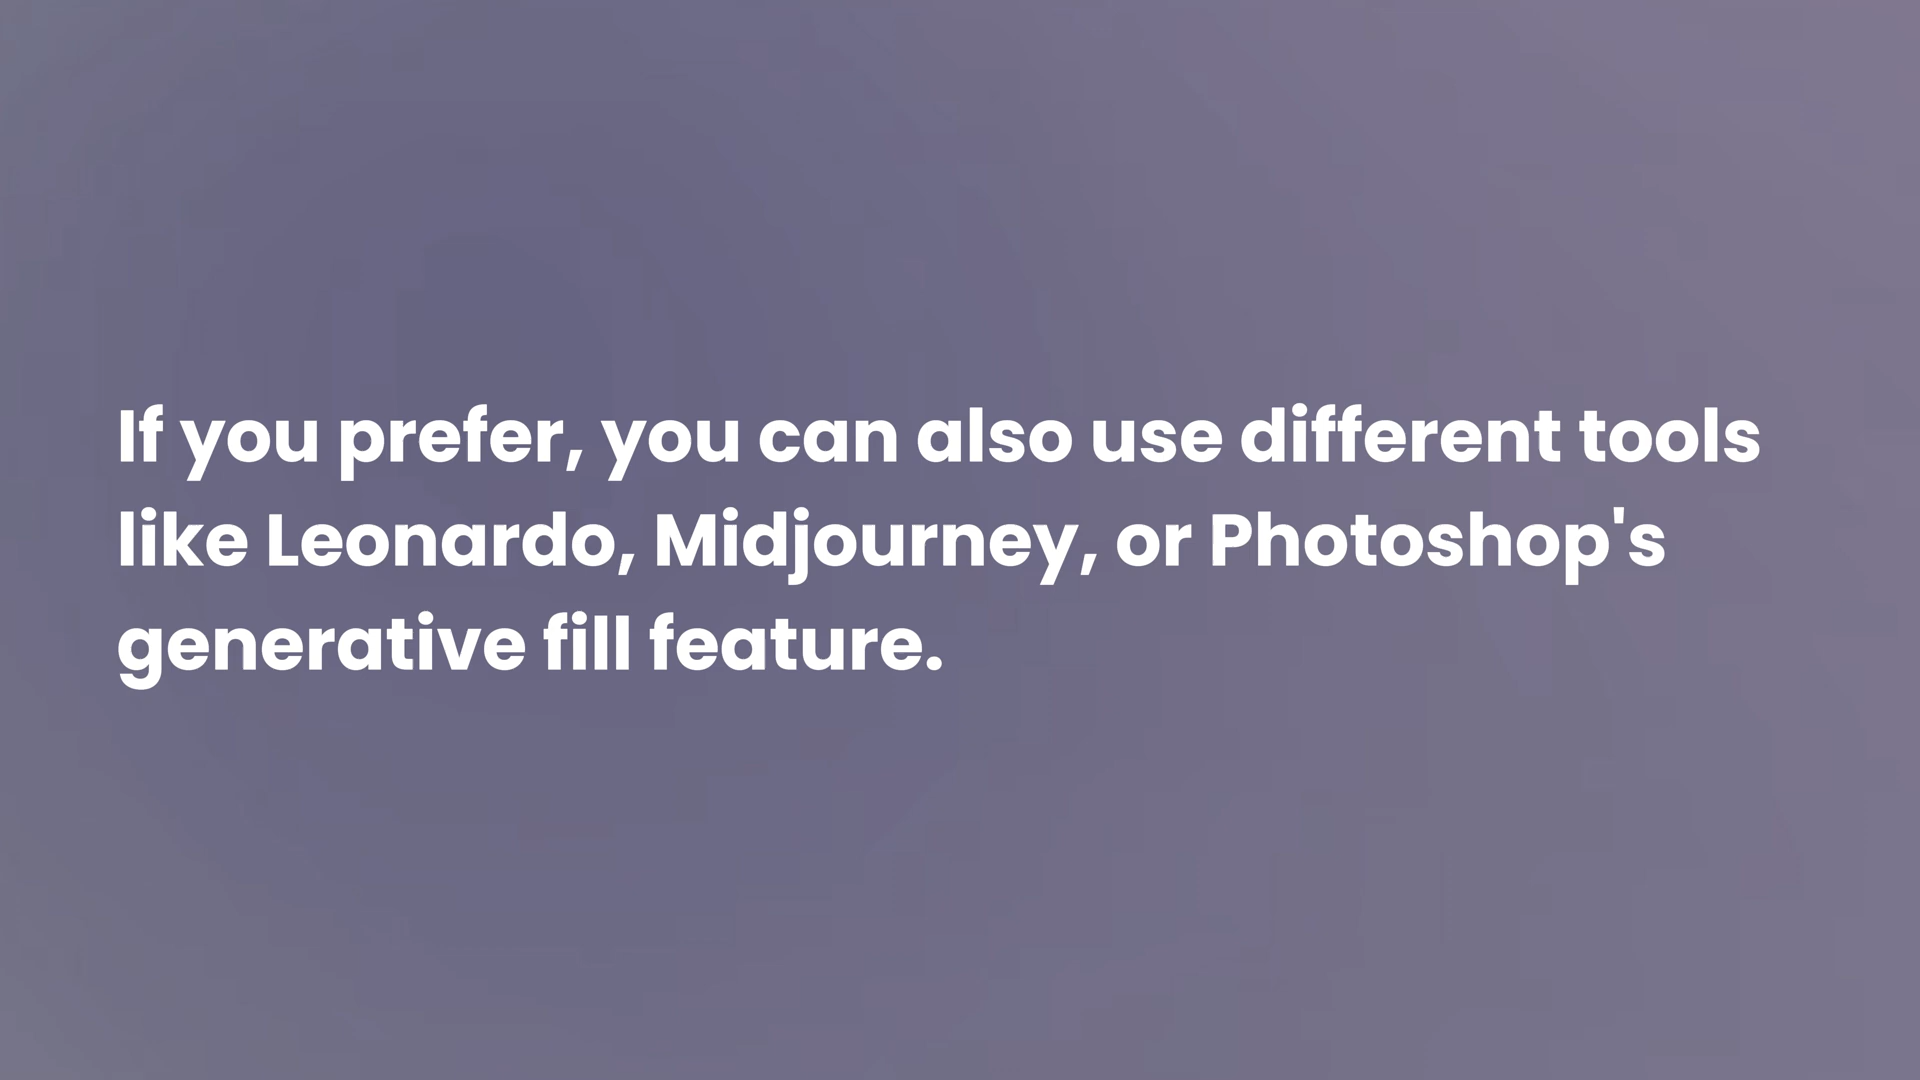 If you prefer, you can also use different tools
like Leonardo, Midjourney, or Photoshop's
generative fill feature.